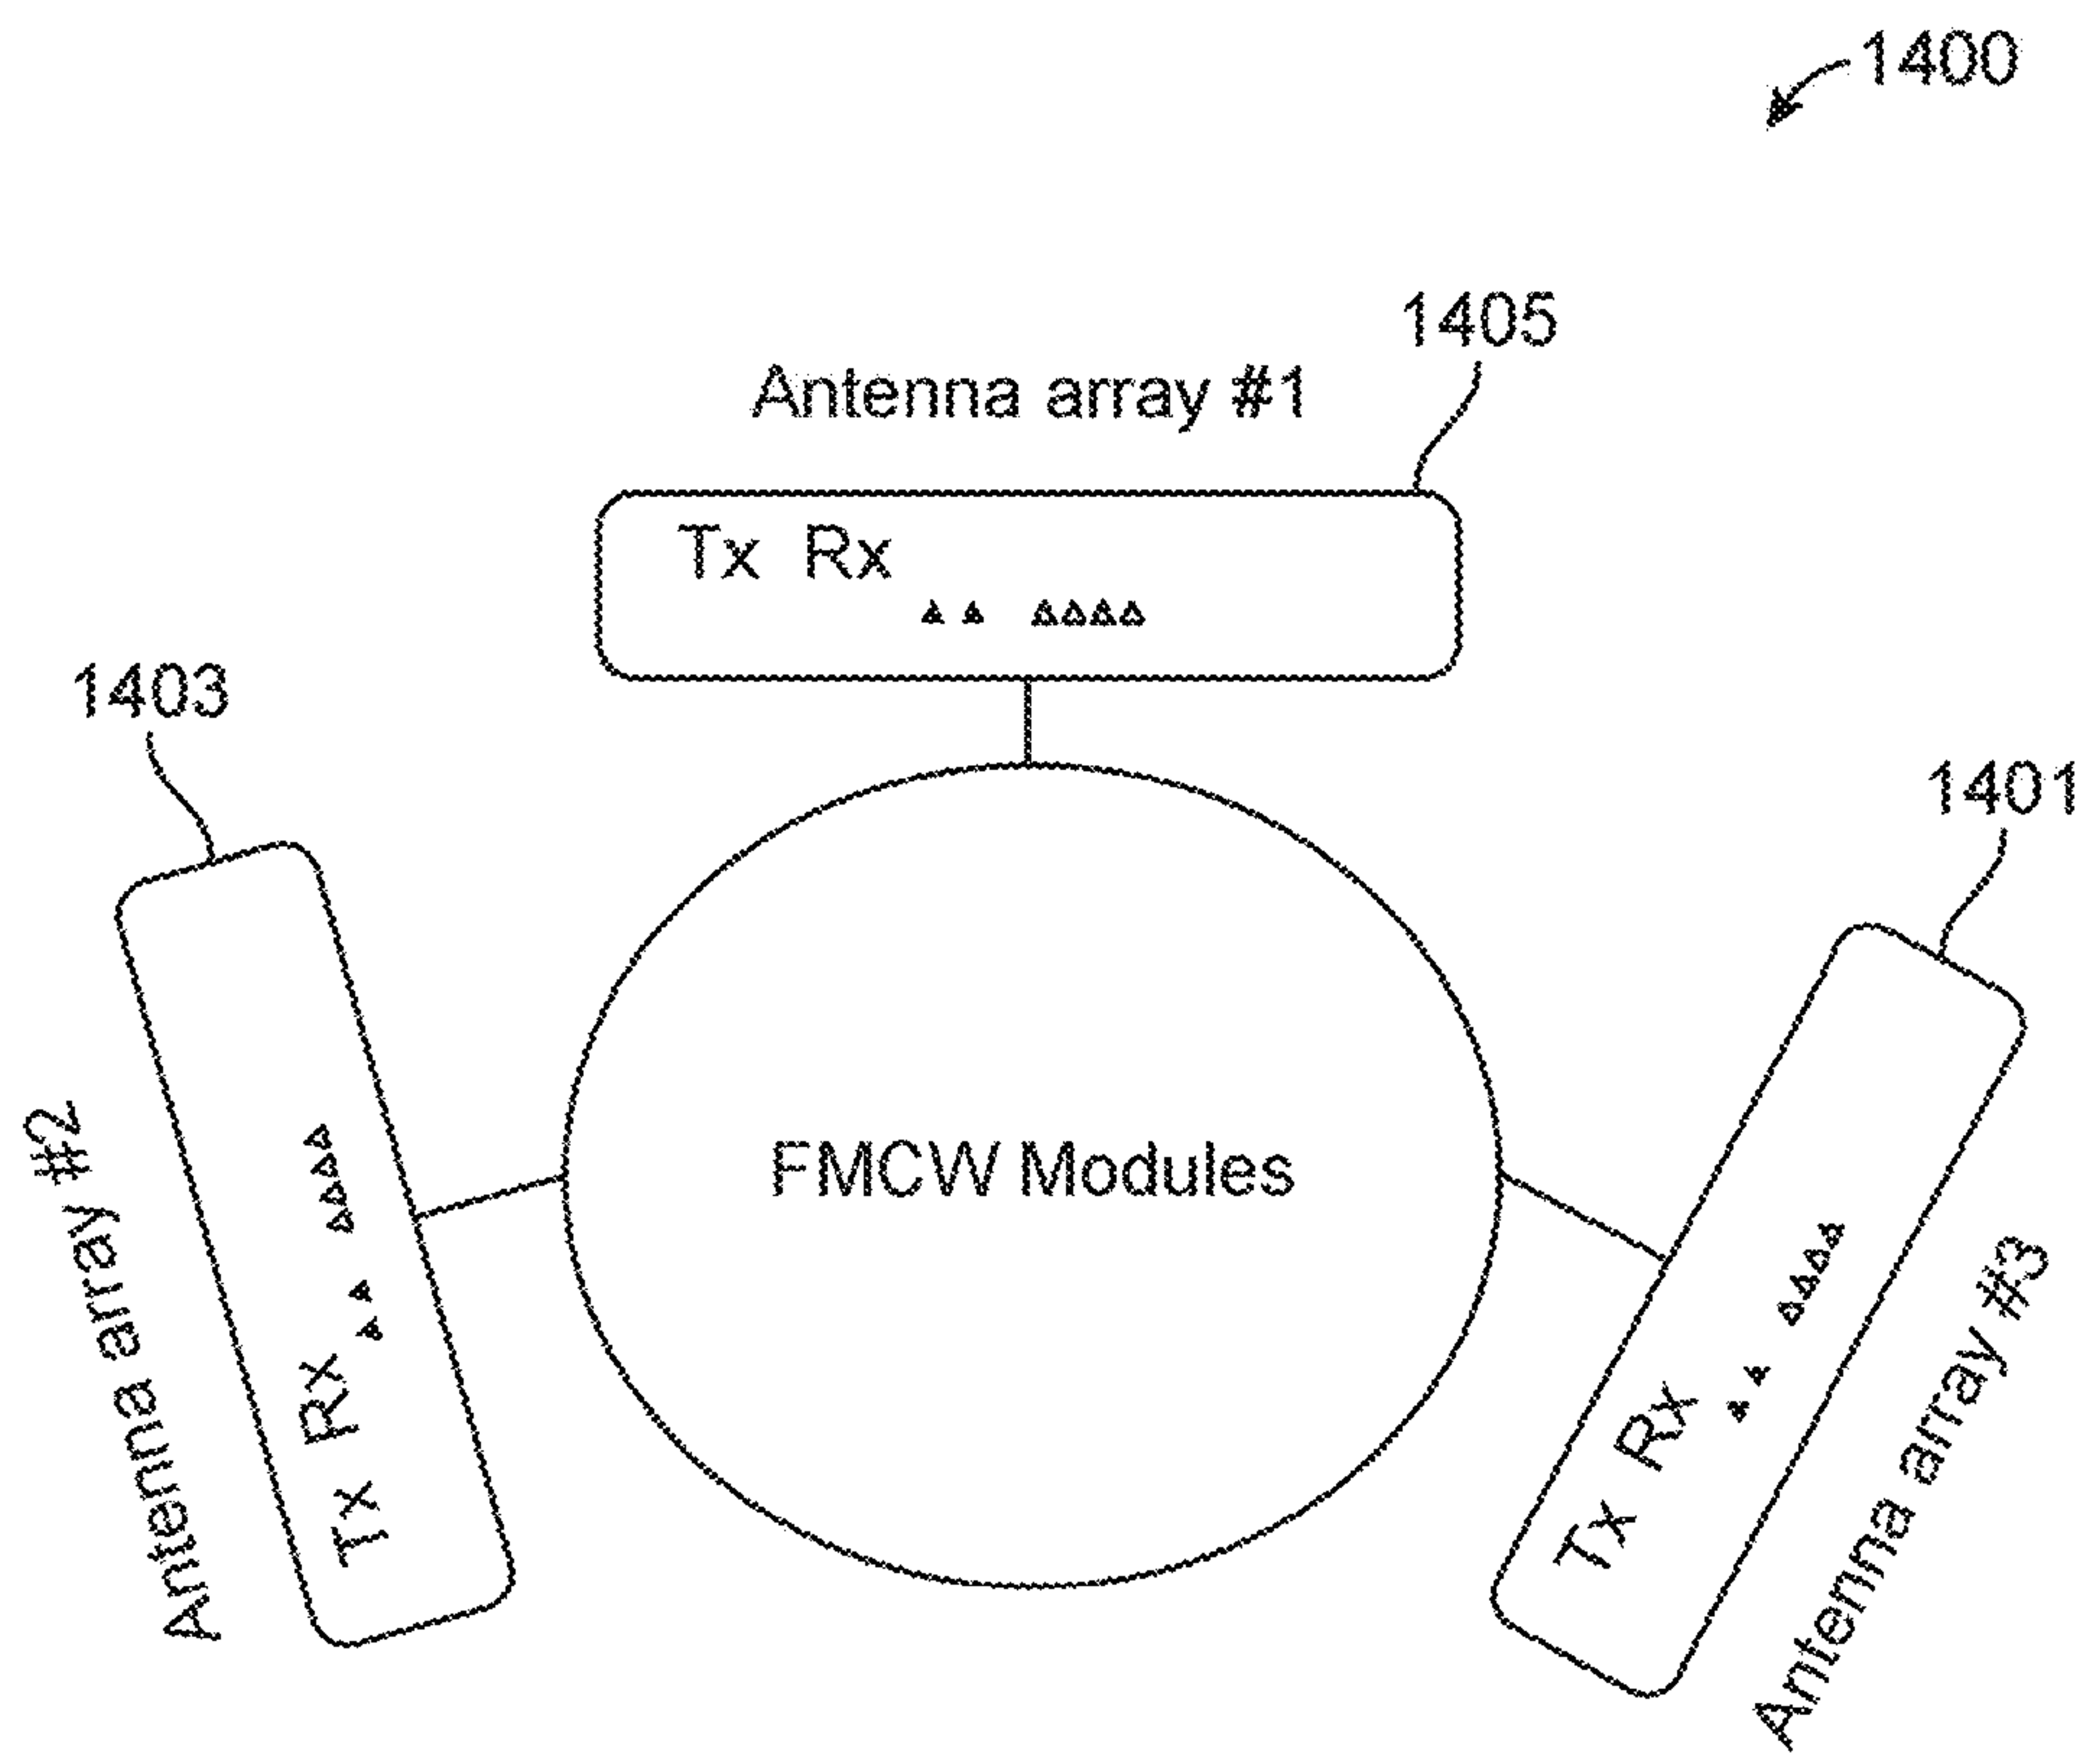 1400
1405
Antenna array #1
Tx Rx
1403
1401
FMCW Modules
Antenna array #2
Tx Rx
Antenna array #3
Tx Rx